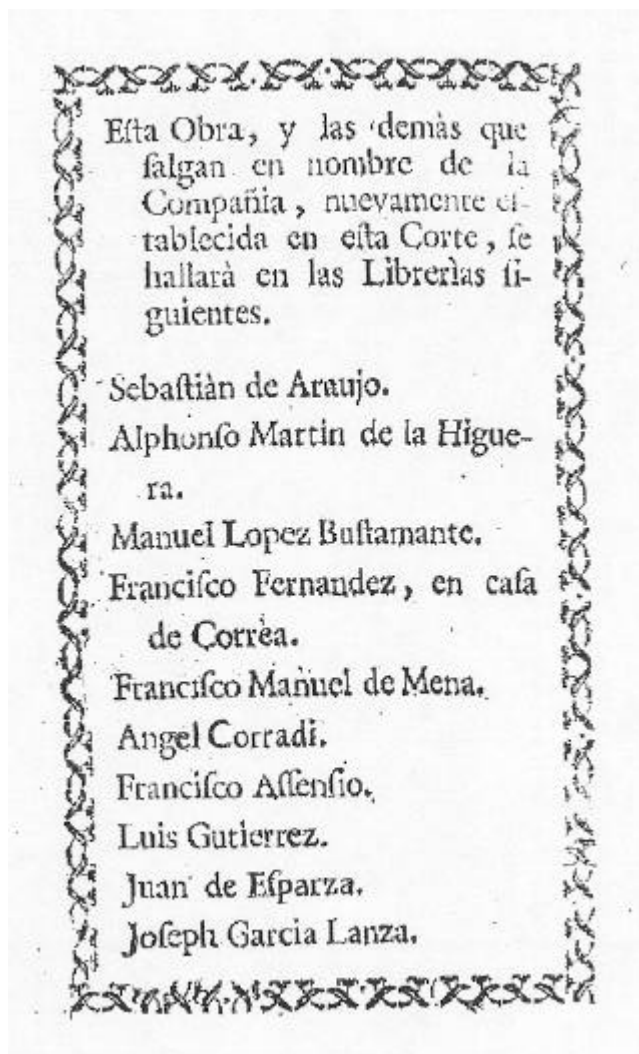 Eſta Obra, y las demàs que
ſalgan en nombre de la
Compañia, nuevamente eſ-
tablecida en eſta Corte, ſe
hallarà en las Librerìas ſi-
guientes.
Sebaſtiàn de Araujo.
Alphonſo Martin de la Higue-
ra.
Manuel Lopez Buſtamante.
Franciſco Fernandez, en caſa
de Corrèa.
Franciſco Manuel de Mena.
Angel Corradi.
Franciſco Aſſenſio.
Luis Gutierrez.
Juan de Eſparza.
Joſeph Garcia Lanza.